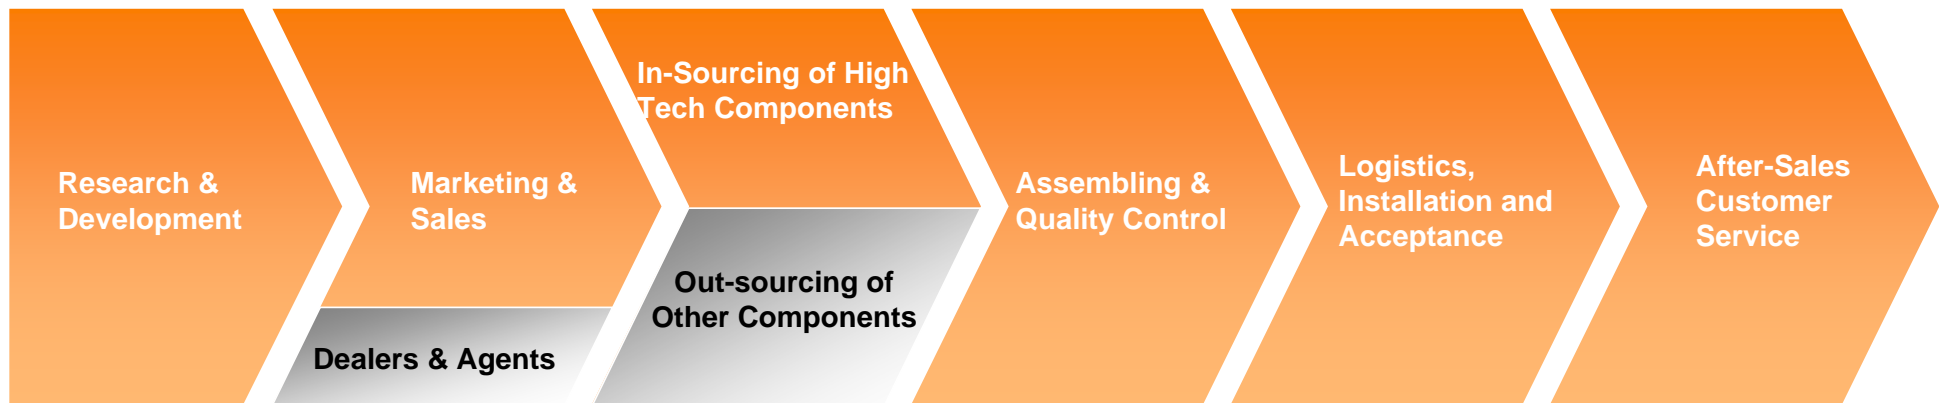 Research &
Development
Marketing &
Sales
Dealers & Agents
In-Sourcing of High
Tech Components
Out-sourcing of
Other Components
Assembling &
Quality Control
Logistics,
Installation and
Acceptance
After-Sales
Customer
Service